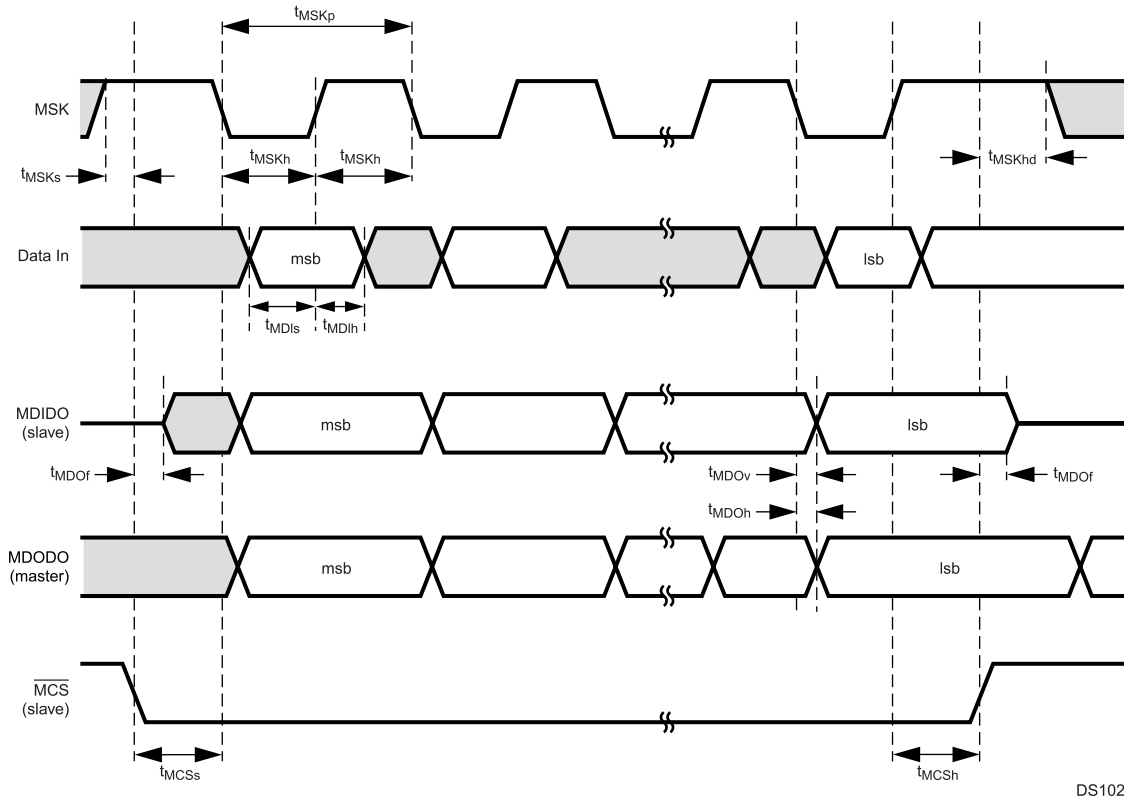 tMSKp
MSK
tMSKs
tMSKh
tMSKh
tMSKhd
Data In
msb
lsb
tMDIs
tMDIh
MDIDO
(slave)
msb
lsb
tMDOf
tMDOv
tMDOf
tMDOh
MDODO
(master)
msb
lsb
MCS
(slave)
tMCSs
tMCSh
DS102